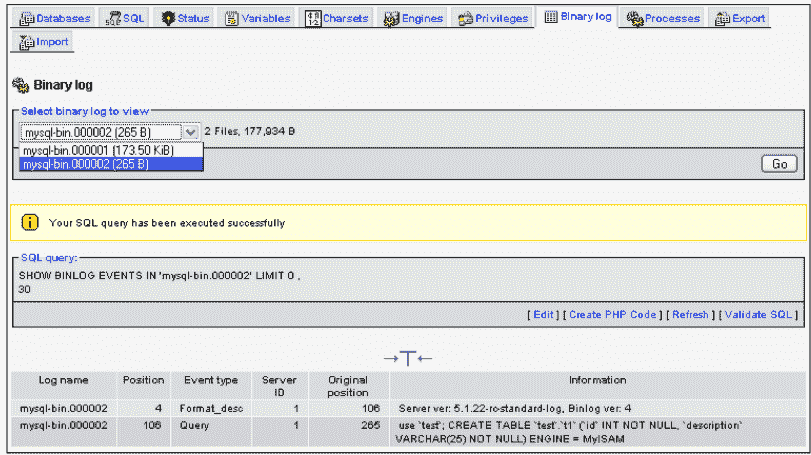 Databases SQL Status Variables Charsets Engines Privileges Binary log Processes Export
Import
Binary log
Select binary log to view
mysql-bin.000002 (265 B) 2 Files, 177,934 B
mysql-bin.000001 (173.50 KiB)
mysql-bin.000002 (265 B)
Go
Your SQL query has been executed successfully
SQL query:
SHOW BINLOG EVENTS IN 'mysql-bin.000002' LIMIT 0 ,
30
[ Edit ] [ Create PHP Code ] [ Refresh ] [ Validate SQL ]
Log name Position Event type Server ID Original position Information
mysql-bin.000002 4 Format_desc 1 106 Server ver: 5.1.22-rc-standard-log, Binlog ver: 4
mysql-bin.000002 106 Query 1 265 use `test`; CREATE TABLE `test`.`t1` (`id` INT NOT NULL, `description`
VARCHAR(25) NOT NULL) ENGINE = MyISAM